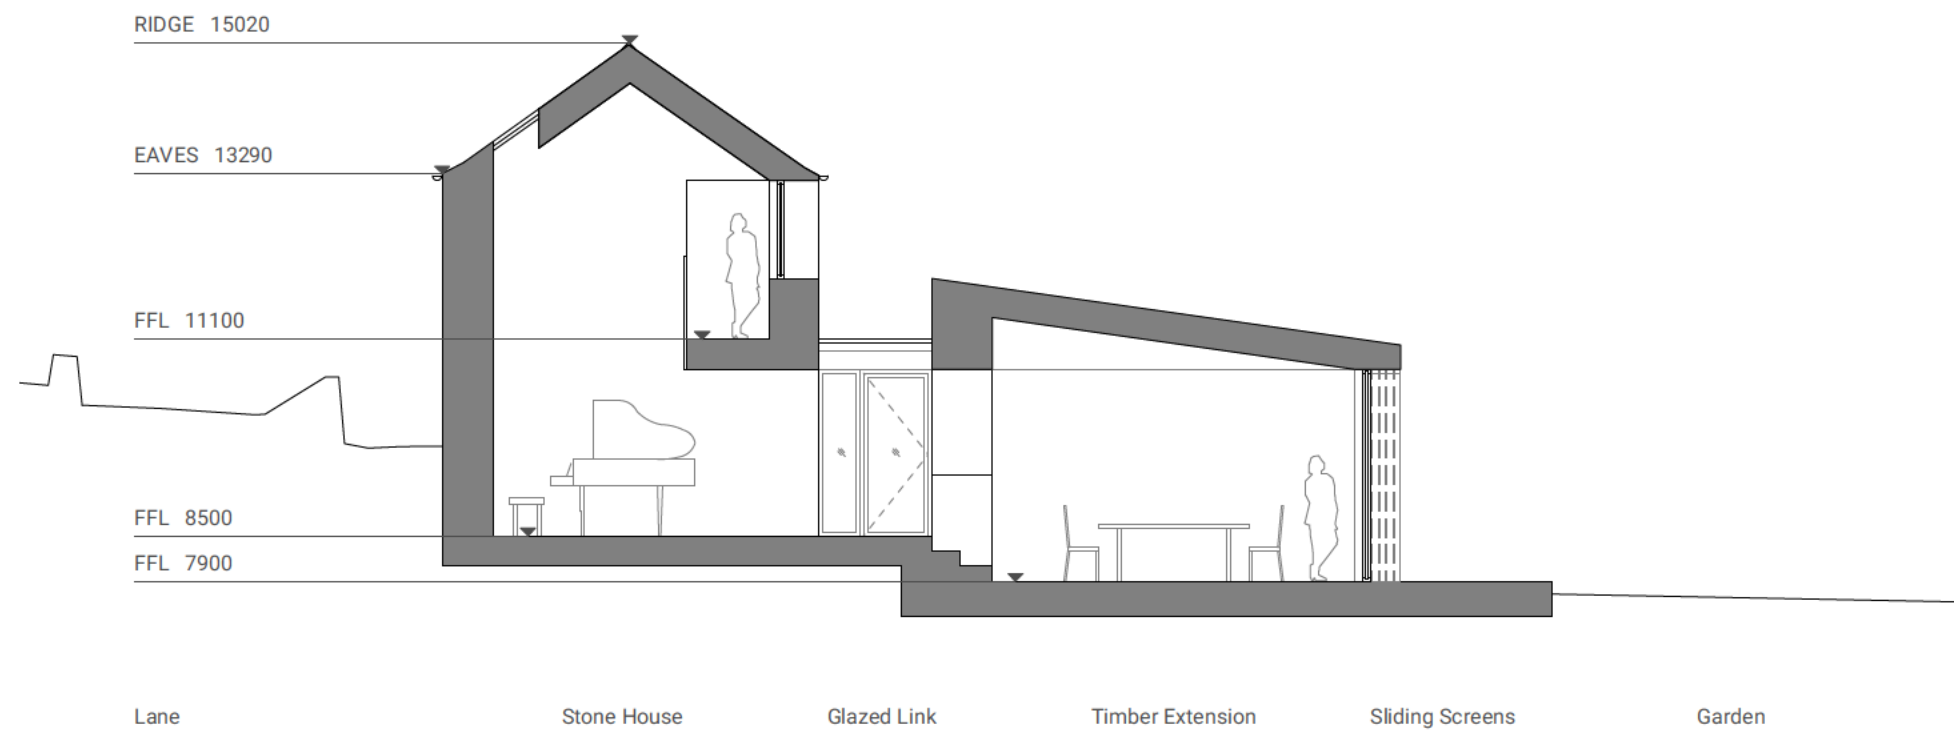 RIDGE 15020
EAVES 13290
FFL 11100
FFL 8500
FFL 7900
Lane Stone House Glazed Link Timber Extension Sliding Screens Garden